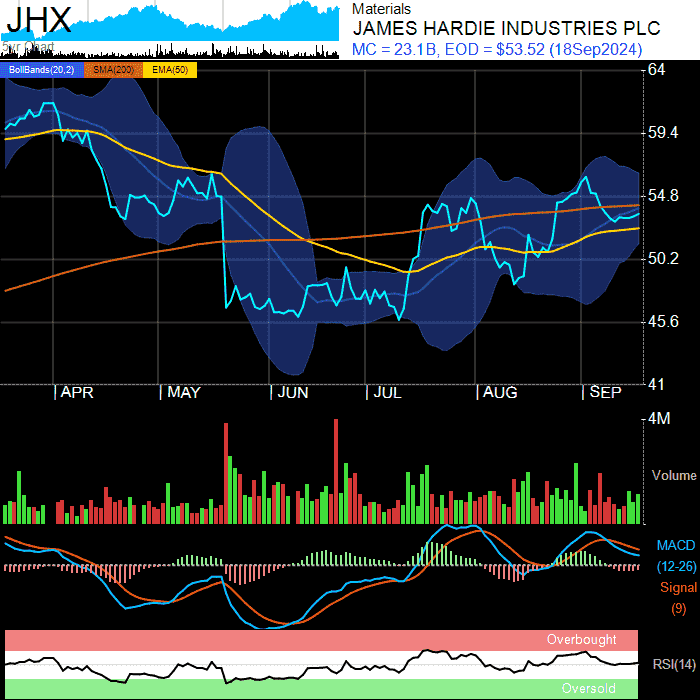 JHX
5yr Chart
Materials
JAMES HARDIE INDUSTRIES PLC
MC = 23.1B, EOD = $53.52 (18Sep2024)
BollBands(20,2) SMA(200) EMA(50)
64
59.4
54.8
50.2
45.6
41
APR MAY JUN JUL AUG SEP
4M
Volume
MACD
(12-26)
Signal
(9)
Overbought
RSI(14)
Oversold